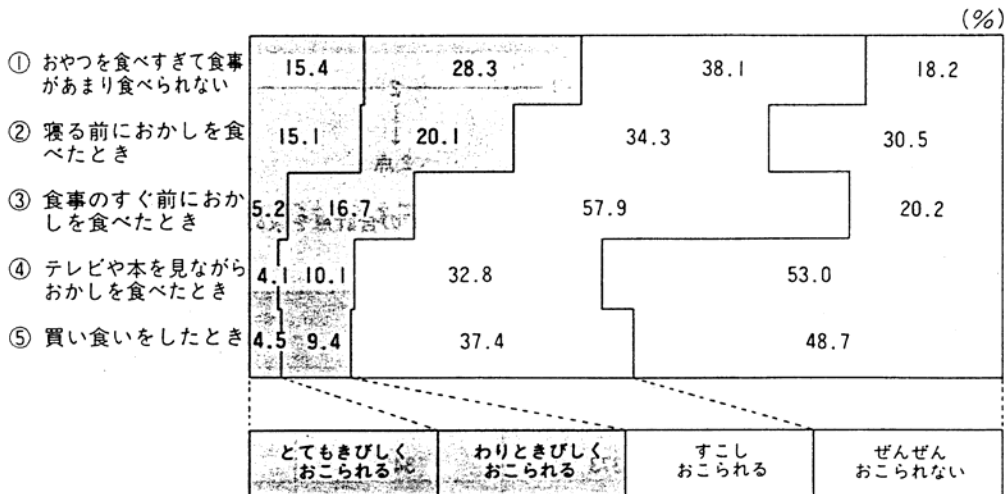 (%)
① おやつを食べすぎて食事
があまり食べられない
15.4 28.3 38.1 18.2
② 寝る前におかしを食
べたとき
15.1 20.1 34.3 30.5
③ 食事のすぐ前におか
しを食べたとき
5.2 16.7 57.9 20.2
④ テレビや本を見ながら
おかしを食べたとき
4.1 10.1 32.8 53.0
⑤ 買い食いをしたとき
4.5 9.4 37.4 48.7
とてもきびしく
おこられる
わりときびしく
おこられる
すこし
おこられる
ぜんぜん
おこられない